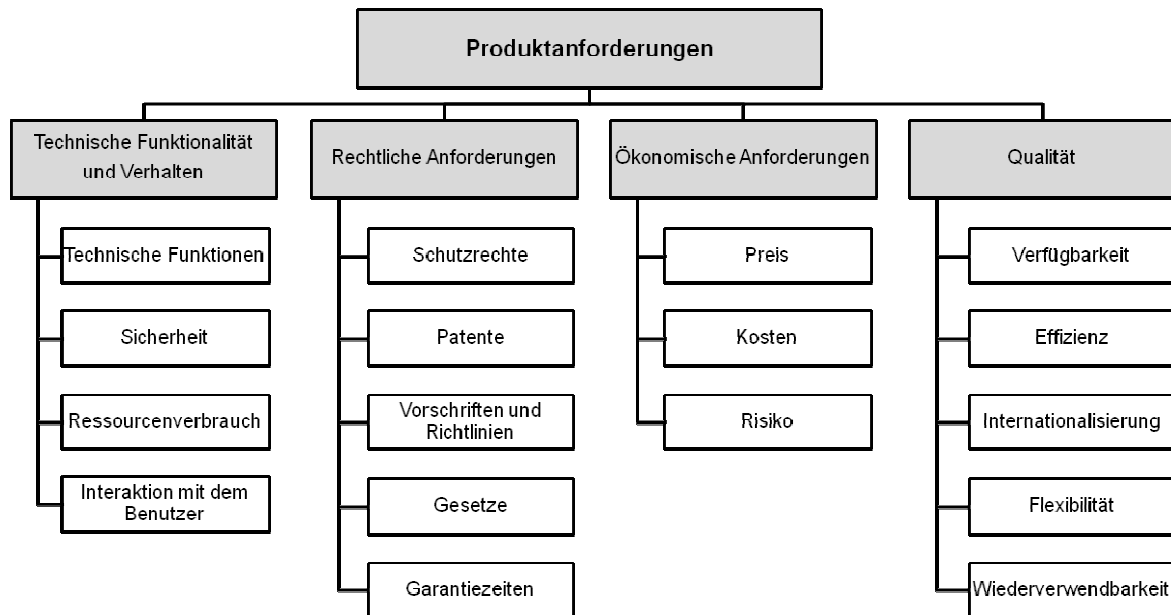 Produktanforderungen
Technische Funktionalität
und Verhalten
Technische Funktionen
Sicherheit
Ressourcenverbrauch
Interaktion mit dem
Benutzer
Rechtliche Anforderungen
Schutzrechte
Patente
Vorschriften und
Richtlinien
Gesetze
Garantiezeiten
Ökonomische Anforderungen
Preis
Kosten
Risiko
Qualität
Verfügbarkeit
Effizienz
Internationalisierung
Flexibilität
Wiederverwendbarkeit